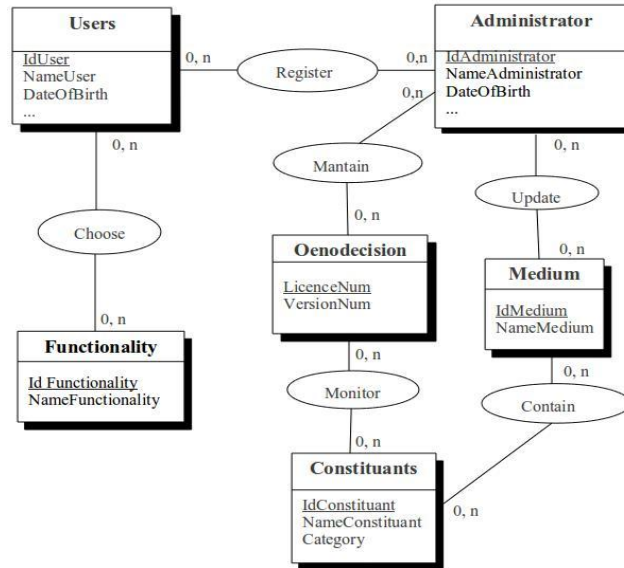 Users
IdUser
NameUser
DateOfBirth
...
0, n
Register
0,n
Administrator
IdAdministrator
NameAdministrator
DateOfBirth
...
0,n
Mantain
0, n
0, n
Update
0, n
0, n
Choose
0, n
Oenodecision
LicenceNum
VersionNum
Medium
IdMedium
NameMedium
Functionality
Id Functionality
NameFunctionality
0, n
Monitor
0, n
0, n
Contain
0, n
Constituants
IdConstituant
NameConstituant
Category